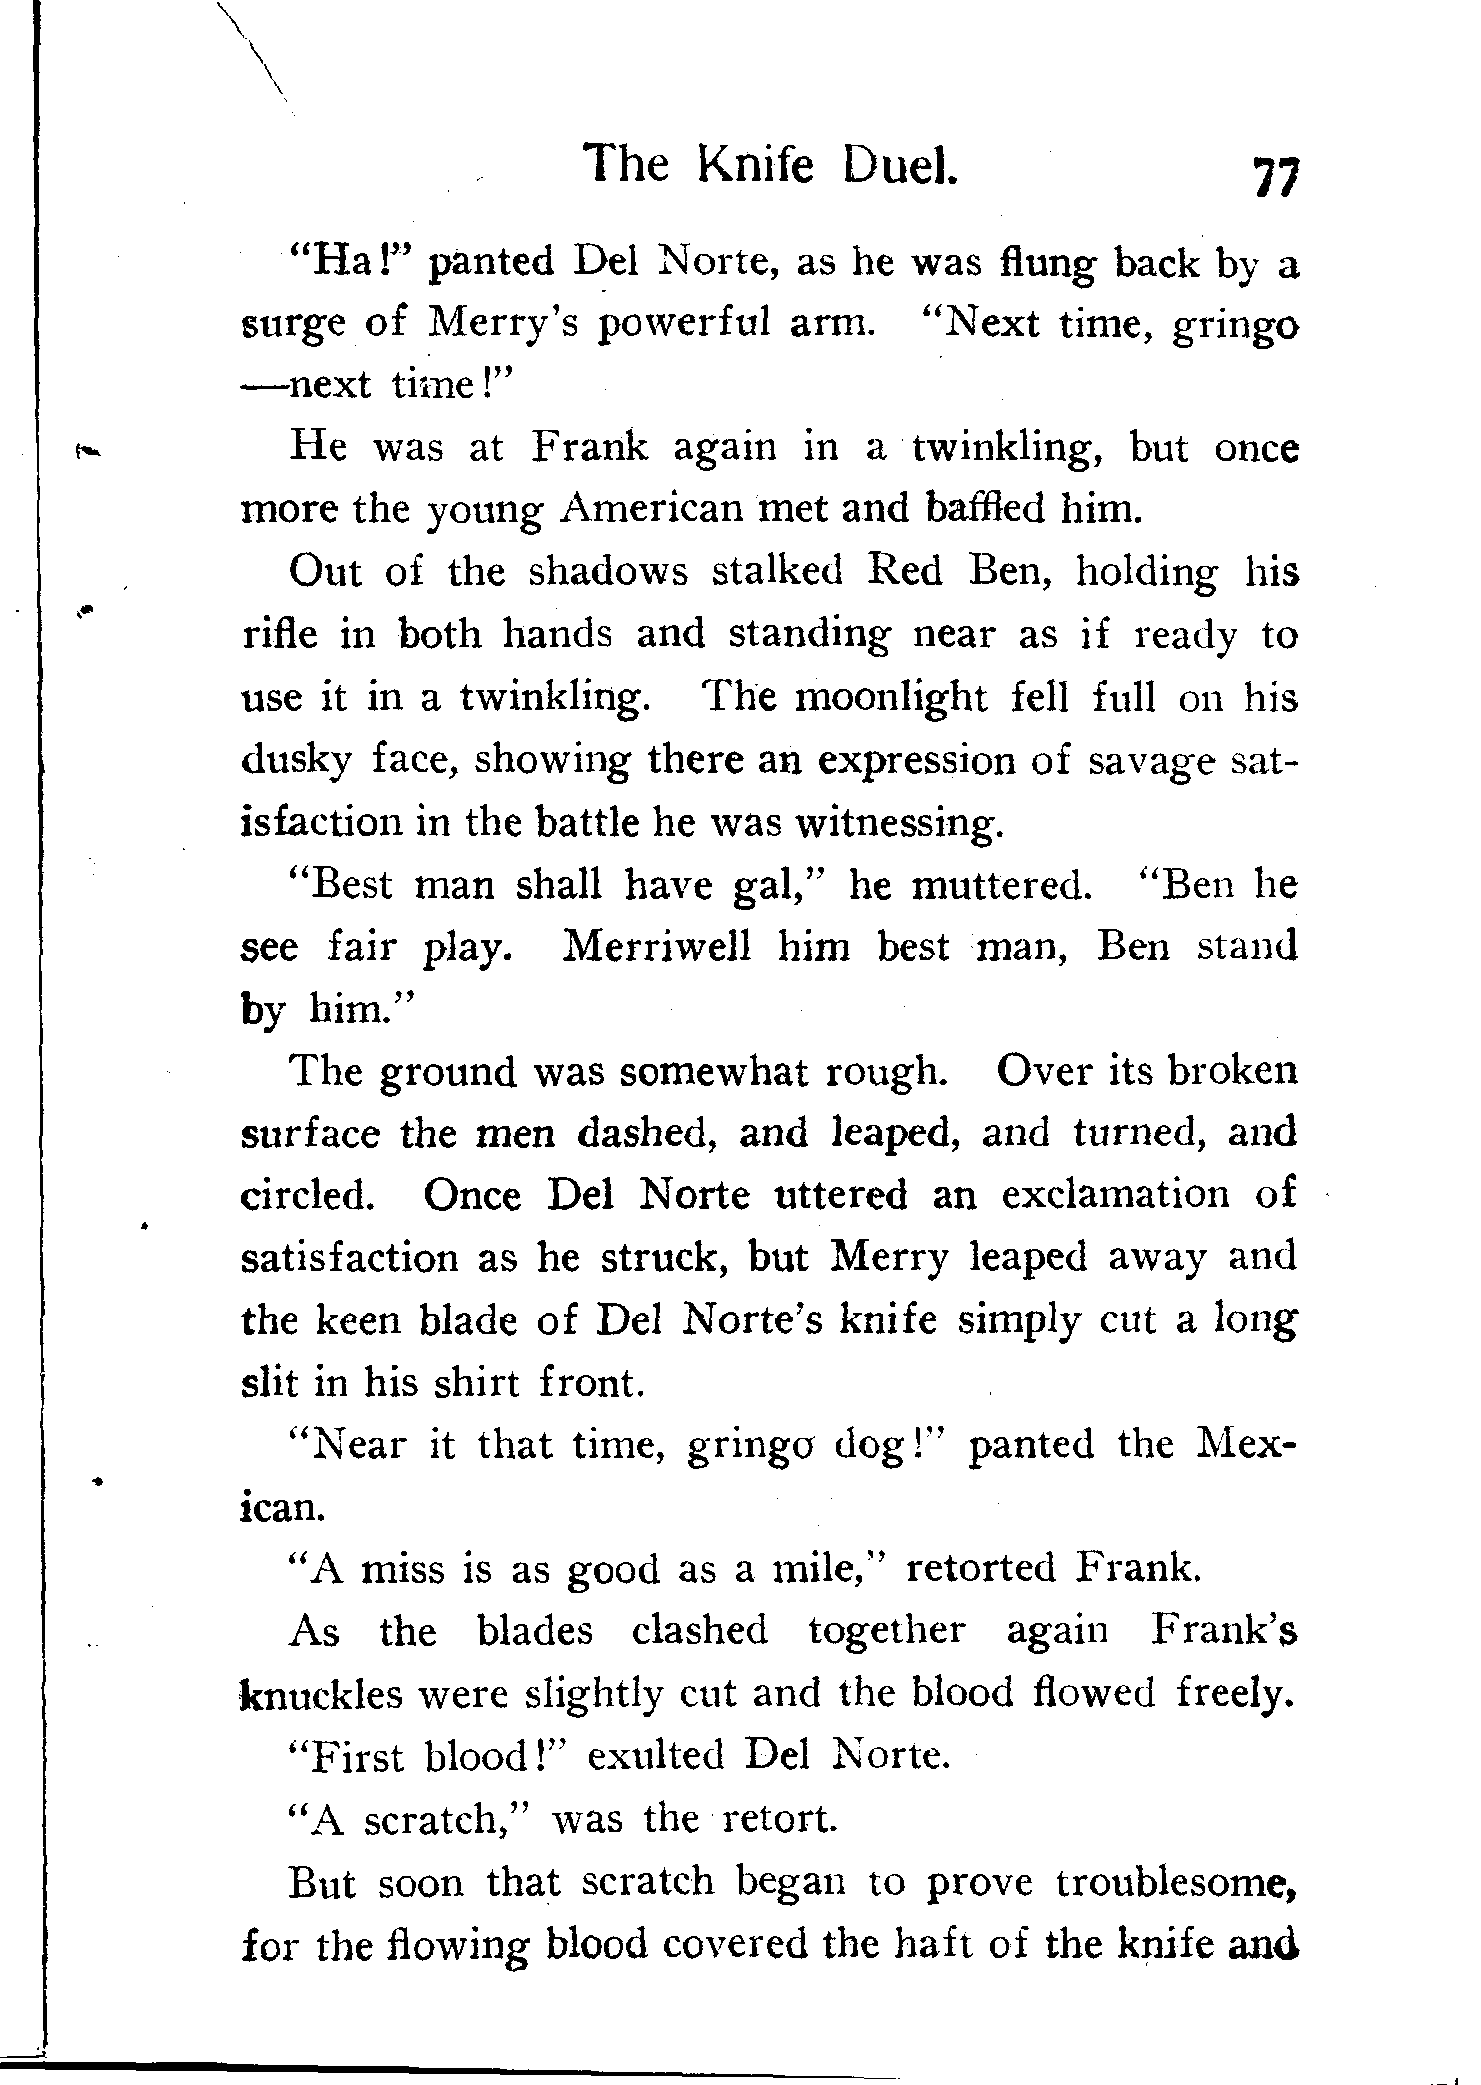 The Knife Duel. 77
“Ha!” panted Del Norte, as he was flung back by a
surge of Merry’s powerful arm. “Next time, gringo
—next time!”
He was at Frank again in a twinkling, but once
more the young American met and baffled him.
Out of the shadows stalked Red Ben, holding his
rifle in both hands and standing near as if ready to
use it in a twinkling. The moonlight fell full on his
dusky face, showing there an expression of savage sat-
isfaction in the battle he was witnessing.
“Best man shall have gal,” he muttered. “Ben he
see fair play. Merriwell him best man, Ben stand
by him.”
The ground was somewhat rough. Over its broken
surface the men dashed, and leaped, and turned, and
circled. Once Del Norte uttered an exclamation of
satisfaction as he struck, but Merry leaped away and
the keen blade of Del Norte’s knife simply cut a long
slit in his shirt front.
“Near it that time, gringo dog!” panted the Mex-
ican.
“A miss is as good as a mile,” retorted Frank.
As the blades clashed together again Frank’s
knuckles were slightly cut and the blood flowed freely.
“First blood!” exulted Del Norte.
“A scratch,” was the retort.
But soon that scratch began to prove troublesome,
for the flowing blood covered the haft of the knife and